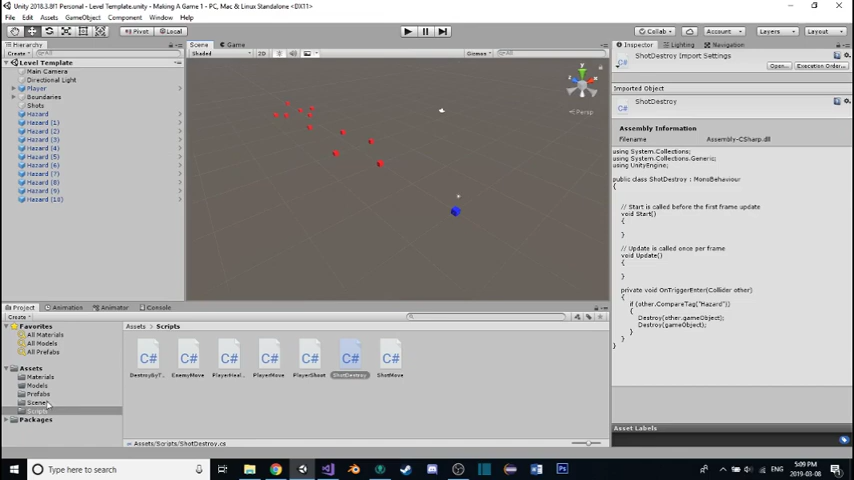 Unity 2018.3.8f1 Personal - Level Template.unity - Making A Game 1 - PC, Mac & Linux Standalone <DX11>
File Edit Assets GameObject Component Window Help
Pivot Local Collab Account Layers Layout
Hierarchy
Create
Level Template
Main Camera
Directional Light
Player
Boundaries
Shots
Hazard
Hazard (1)
Hazard (2)
Hazard (3)
Hazard (4)
Hazard (5)
Hazard (6)
Hazard (7)
Hazard (8)
Hazard (9)
Hazard (10)
Scene Game
Shaded 2D Gizmos All
y
Persp
Inspector Lighting Navigation
ShotDestroy Import Settings
Open... Execution Order...
Imported Object
ShotDestroy
Assembly Information
Filename Assembly-CSharp.dll
using System.Collections;
using System.Collections.Generic;
using UnityEngine;
public class ShotDestroy : MonoBehaviour
{
// Start is called before the first frame update
void Start()
{
}
// Update is called once per frame
void Update()
{
}
private void OnTriggerEnter(Collider other)
{
if (other.CompareTag("Hazard"))
{
Destroy(other.gameObject);
Destroy(gameObject);
}
}
}
Asset Labels
Project Animation Animator Console
Create
Favorites
All Materials
All Models
All Prefabs
Assets
Materials
Models
Prefabs
Scenes
Scripts
Packages
Assets Scripts
C# C# C# C# C# C# C#
DestroyByT... EnemyMove PlayerHeal... PlayerMove PlayerShoot ShotDestroy ShotMove
Assets/Scripts/ShotDestroy.cs
Type here to search
ENG
5:09 PM
2019-03-08